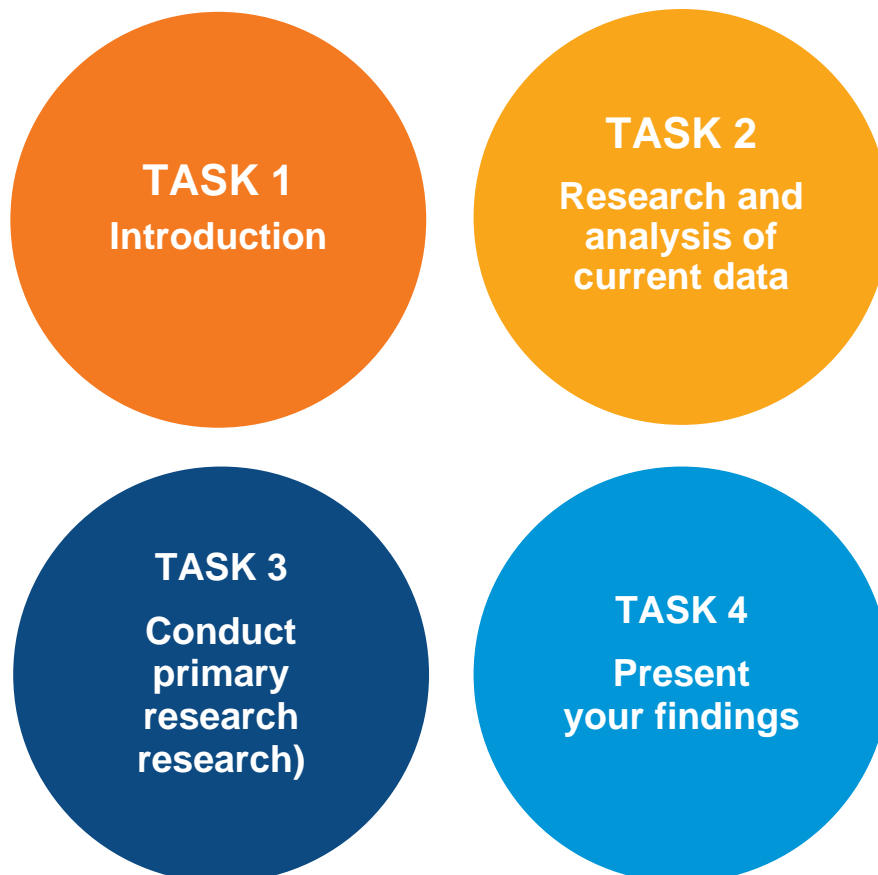 TASK 1
Introduction
TASK 2
Research and
analysis of
current data
TASK 3
Conduct
primary
research
research)
TASK 4
Present
your findings